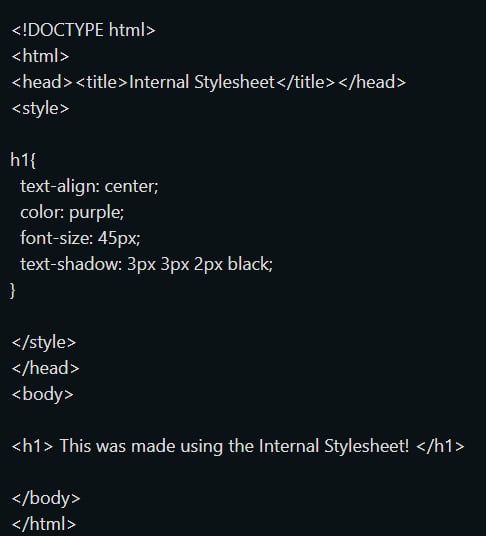 <!DOCTYPE html>
<html>
<head><title>Internal Stylesheet</title></head>
<style>
h1{
text-align: center;
color: purple;
font-size: 45px;
text-shadow: 3px 3px 2px black;
}
</style>
</head>
<body>
<h1> This was made using the Internal Stylesheet! </h1>
</body>
</html>